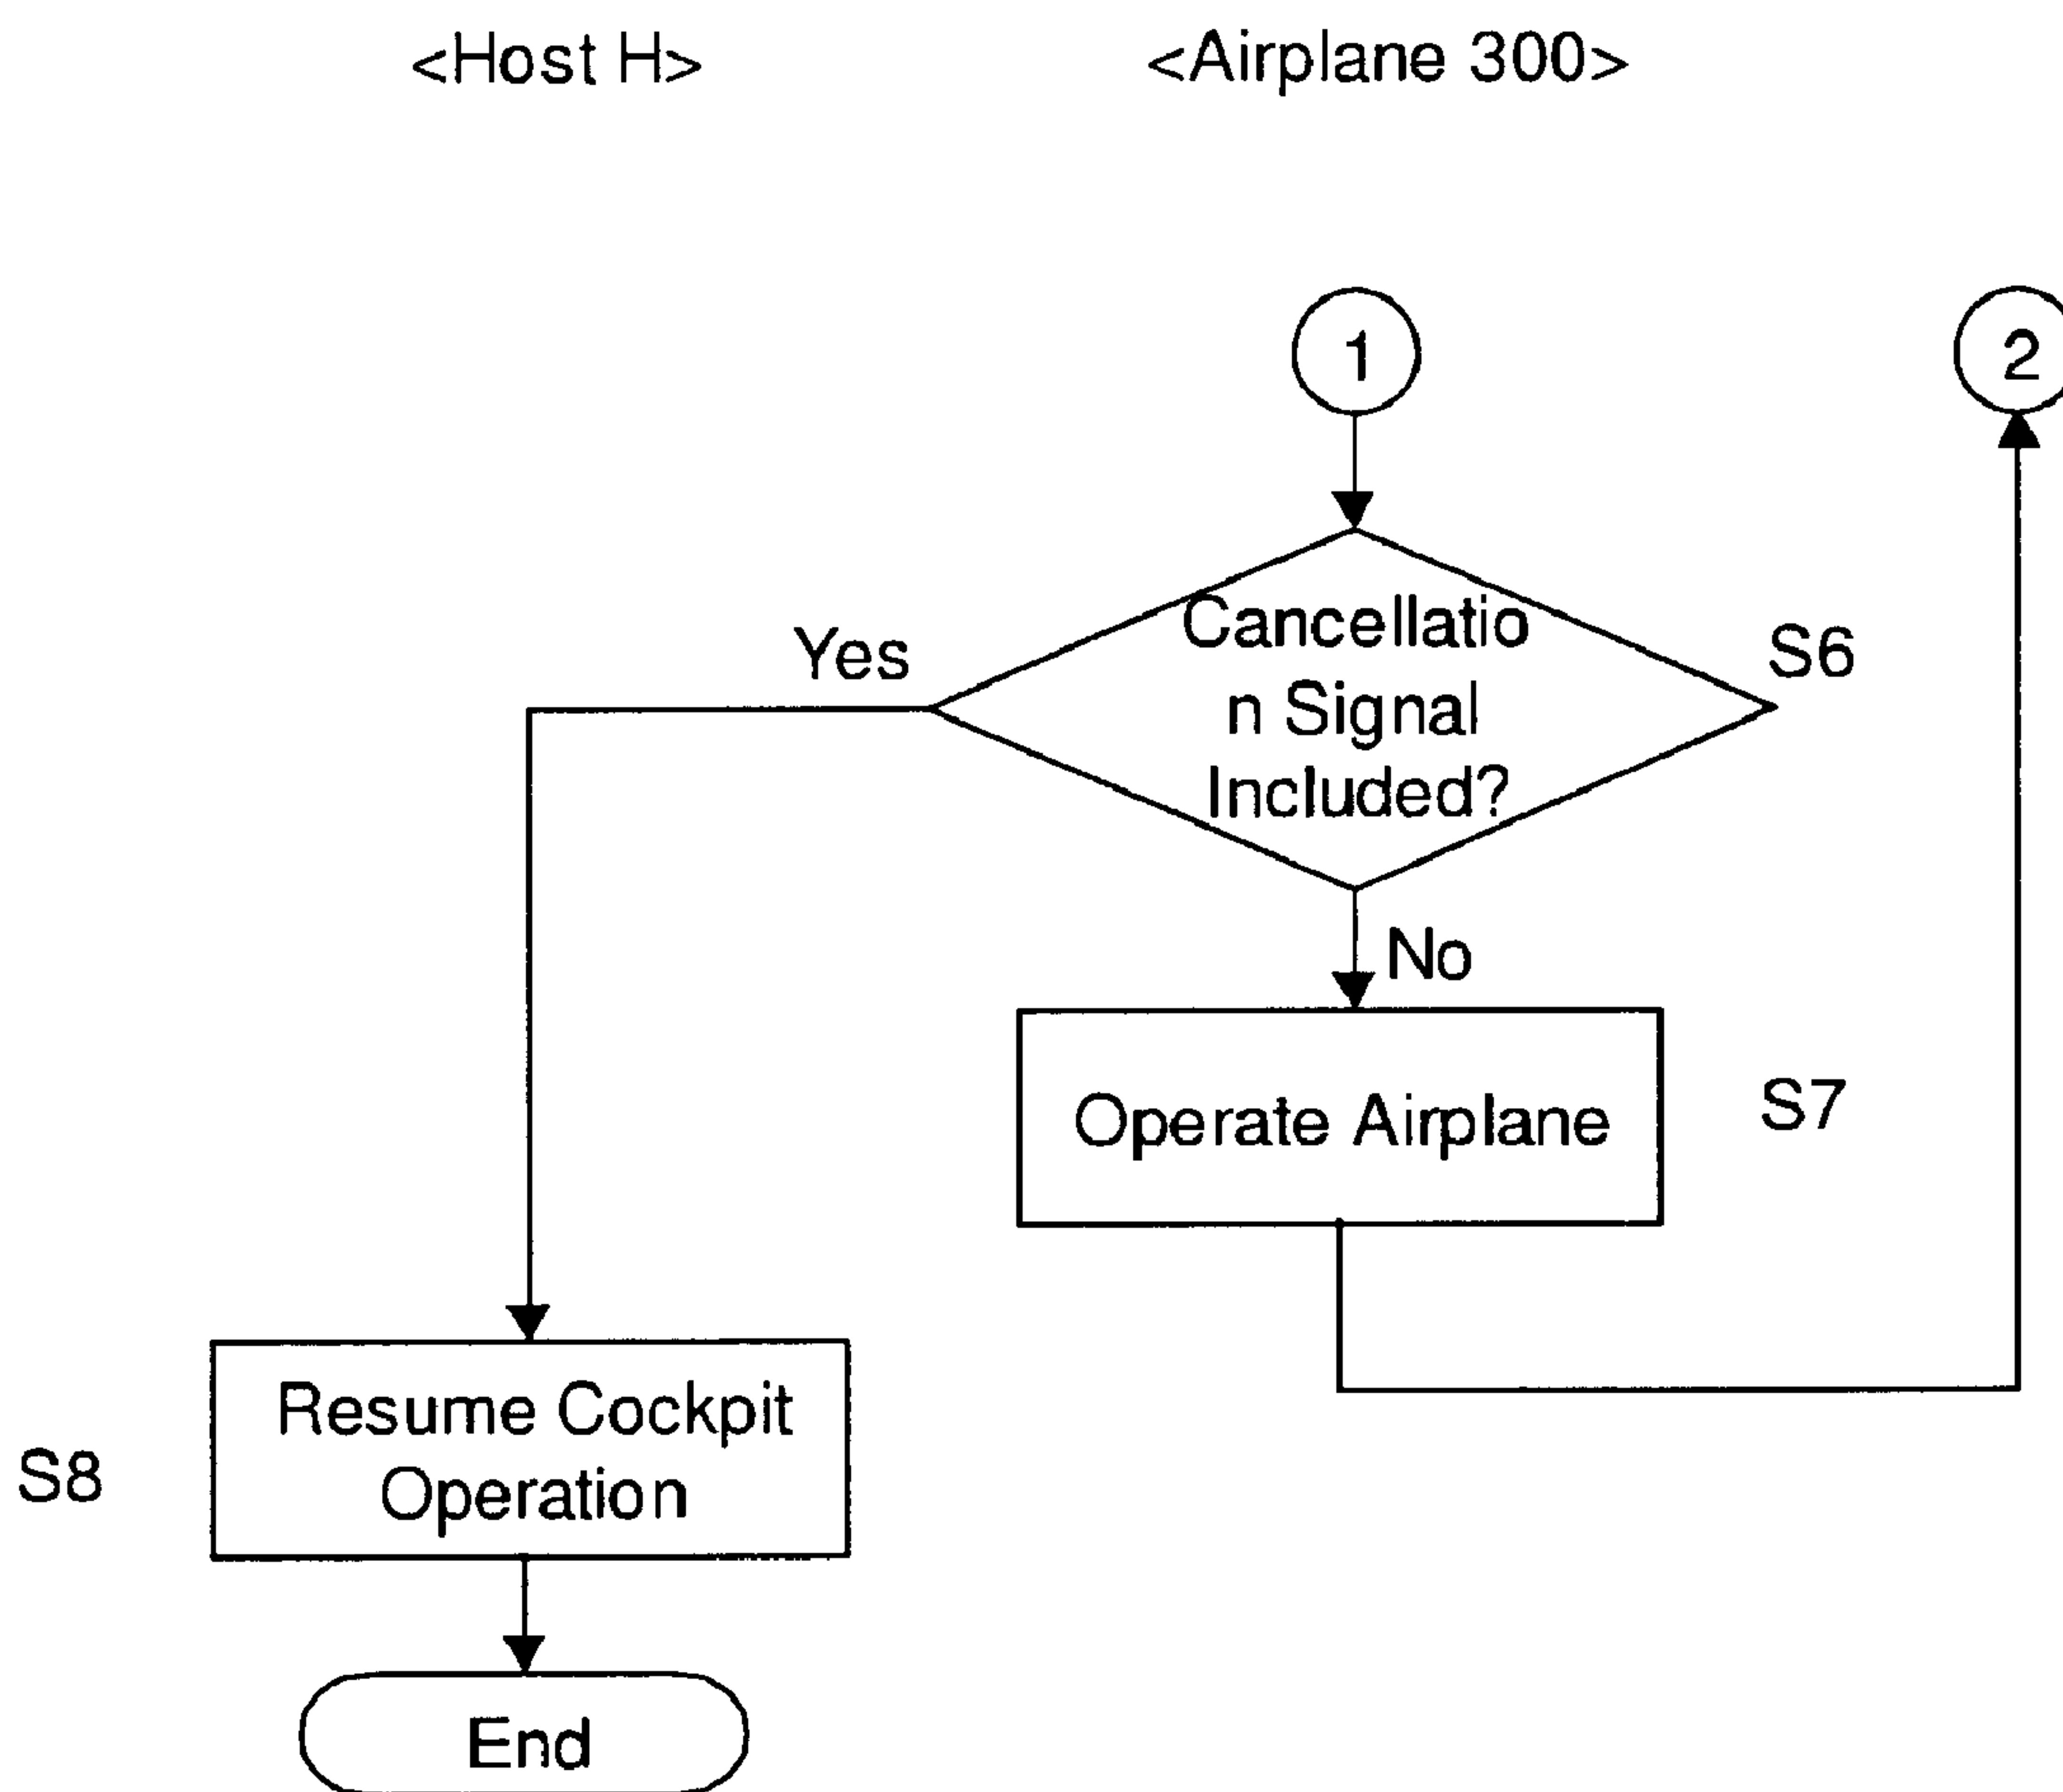 <Host H>
<Airplane 300>
1
2
Cancellatio
n Signal
Included?
Yes
S6
No
Operate Airplane
S7
Resume Cockpit
Operation
S8
End